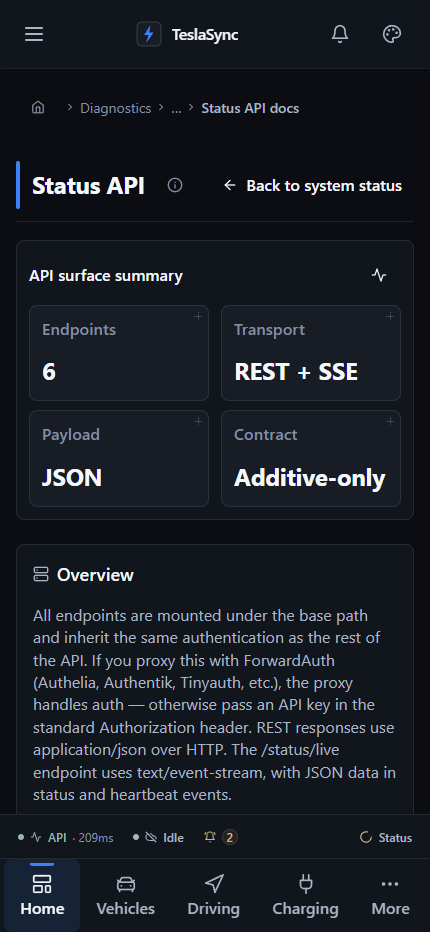 TeslaSync
Diagnostics
...
Status API docs
Status API
Back to system status
API surface summary
Endpoints
6
Transport
REST + SSE
Payload
JSON
Contract
Additive-only
Overview
All endpoints are mounted under the base path
and inherit the same authentication as the rest of
the API. If you proxy this with ForwardAuth
(Authelia, Authentik, Tinyauth, etc.), the proxy
handles auth — otherwise pass an API key in the
standard Authorization header. REST responses use
application/json over HTTP. The /status/live
endpoint uses text/event-stream, with JSON data in
status and heartbeat events.
API · 209ms
Idle
2
Status
Home
Vehicles
Driving
Charging
More